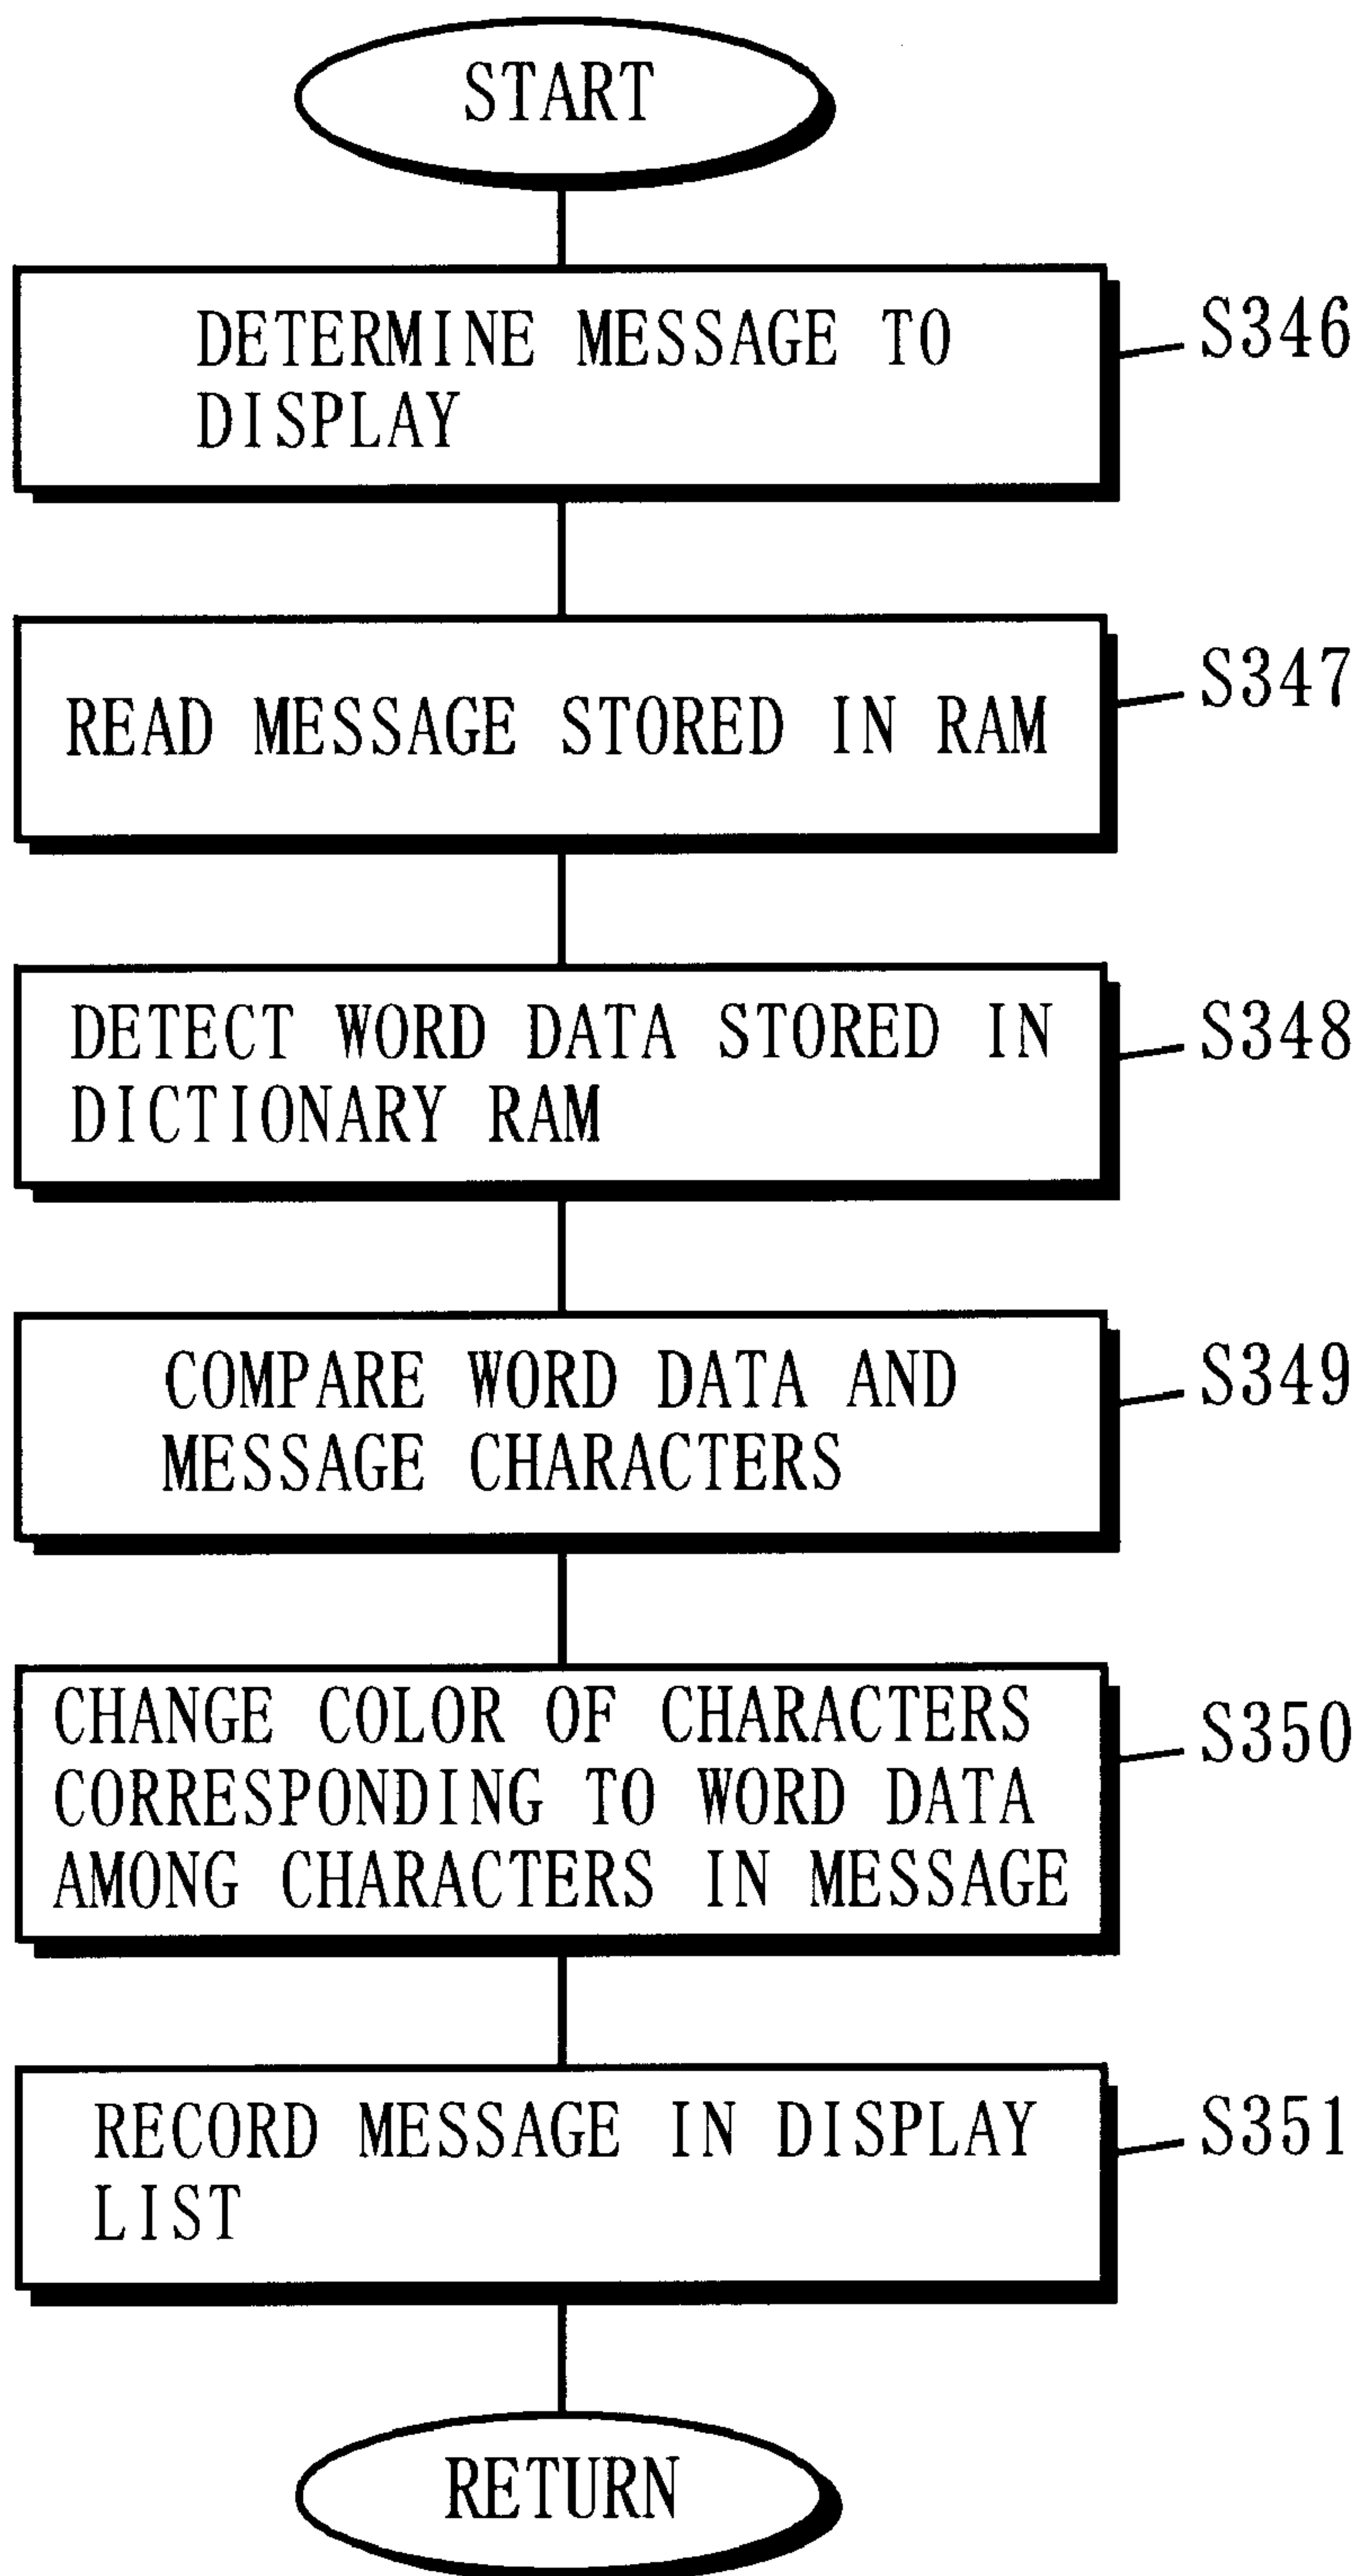 START
DETERMINE MESSAGE TO
DISPLAY
S346
READ MESSAGE STORED IN RAM
S347
DETECT WORD DATA STORED IN
DICTIONARY RAM
S348
COMPARE WORD DATA AND
MESSAGE CHARACTERS
S349
CHANGE COLOR OF CHARACTERS
CORRESPONDING TO WORD DATA
AMONG CHARACTERS IN MESSAGE
S350
RECORD MESSAGE IN DISPLAY
LIST
S351
RETURN